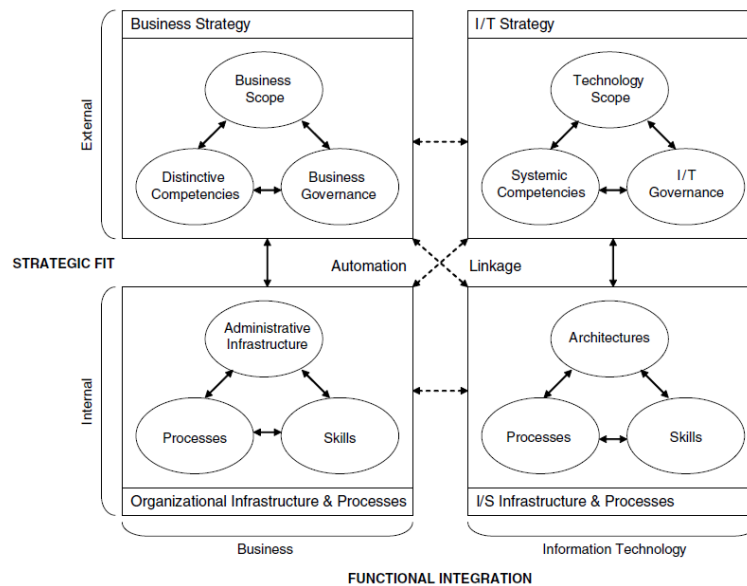 Business Strategy
I/T Strategy
Business
Scope
Technology
Scope
External
Distinctive
Competencies
Business
Governance
Systemic
Competencies
I/T
Governance
STRATEGIC FIT
Automation
Linkage
Administrative
Infrastructure
Architectures
Internal
Processes
Skills
Processes
Skills
Organizational Infrastructure & Processes
I/S Infrastructure & Processes
Business
Information Technology
FUNCTIONAL INTEGRATION